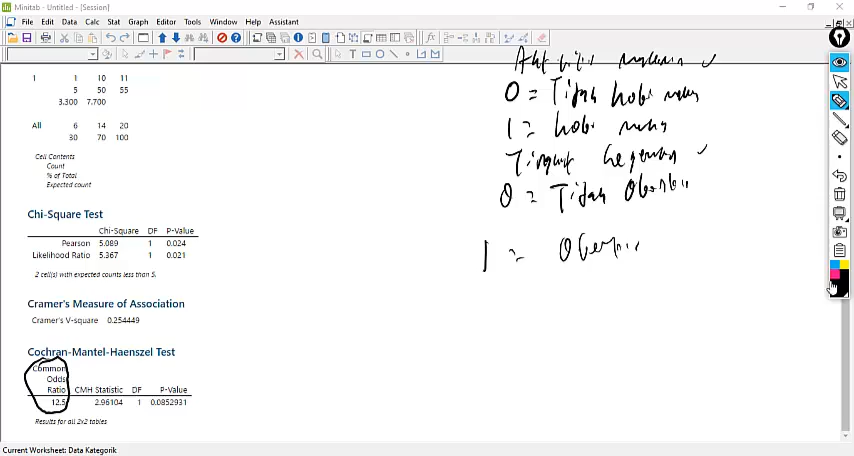 Minitab - Untitled - [Session]
File Edit Data Calc Stat Graph Editor Tools Window Help Assistant
1 1 10 11
5 50 55
3.300 7.700
All 6 14 20
30 70 100
Cell Contents
Count
% of Total
Expected count
Chi-Square Test
Chi-Square DF P-Value
Pearson 5.089 1 0.024
Likelihood Ratio 5.367 1 0.021
2 cell(s) with expected counts less than 5.
Cramer's Measure of Association
Cramer's V-square 0.254449
Cochran-Mantel-Haenszel Test
Common
Odds
Ratio CMH Statistic DF P-Value
12.5 2.96104 1 0.0852931
Results for all 2x2 tables
0 = Tidak hobi
1 = hobi
0 = Tidak
1 =
Current Worksheet: Data Kategorik